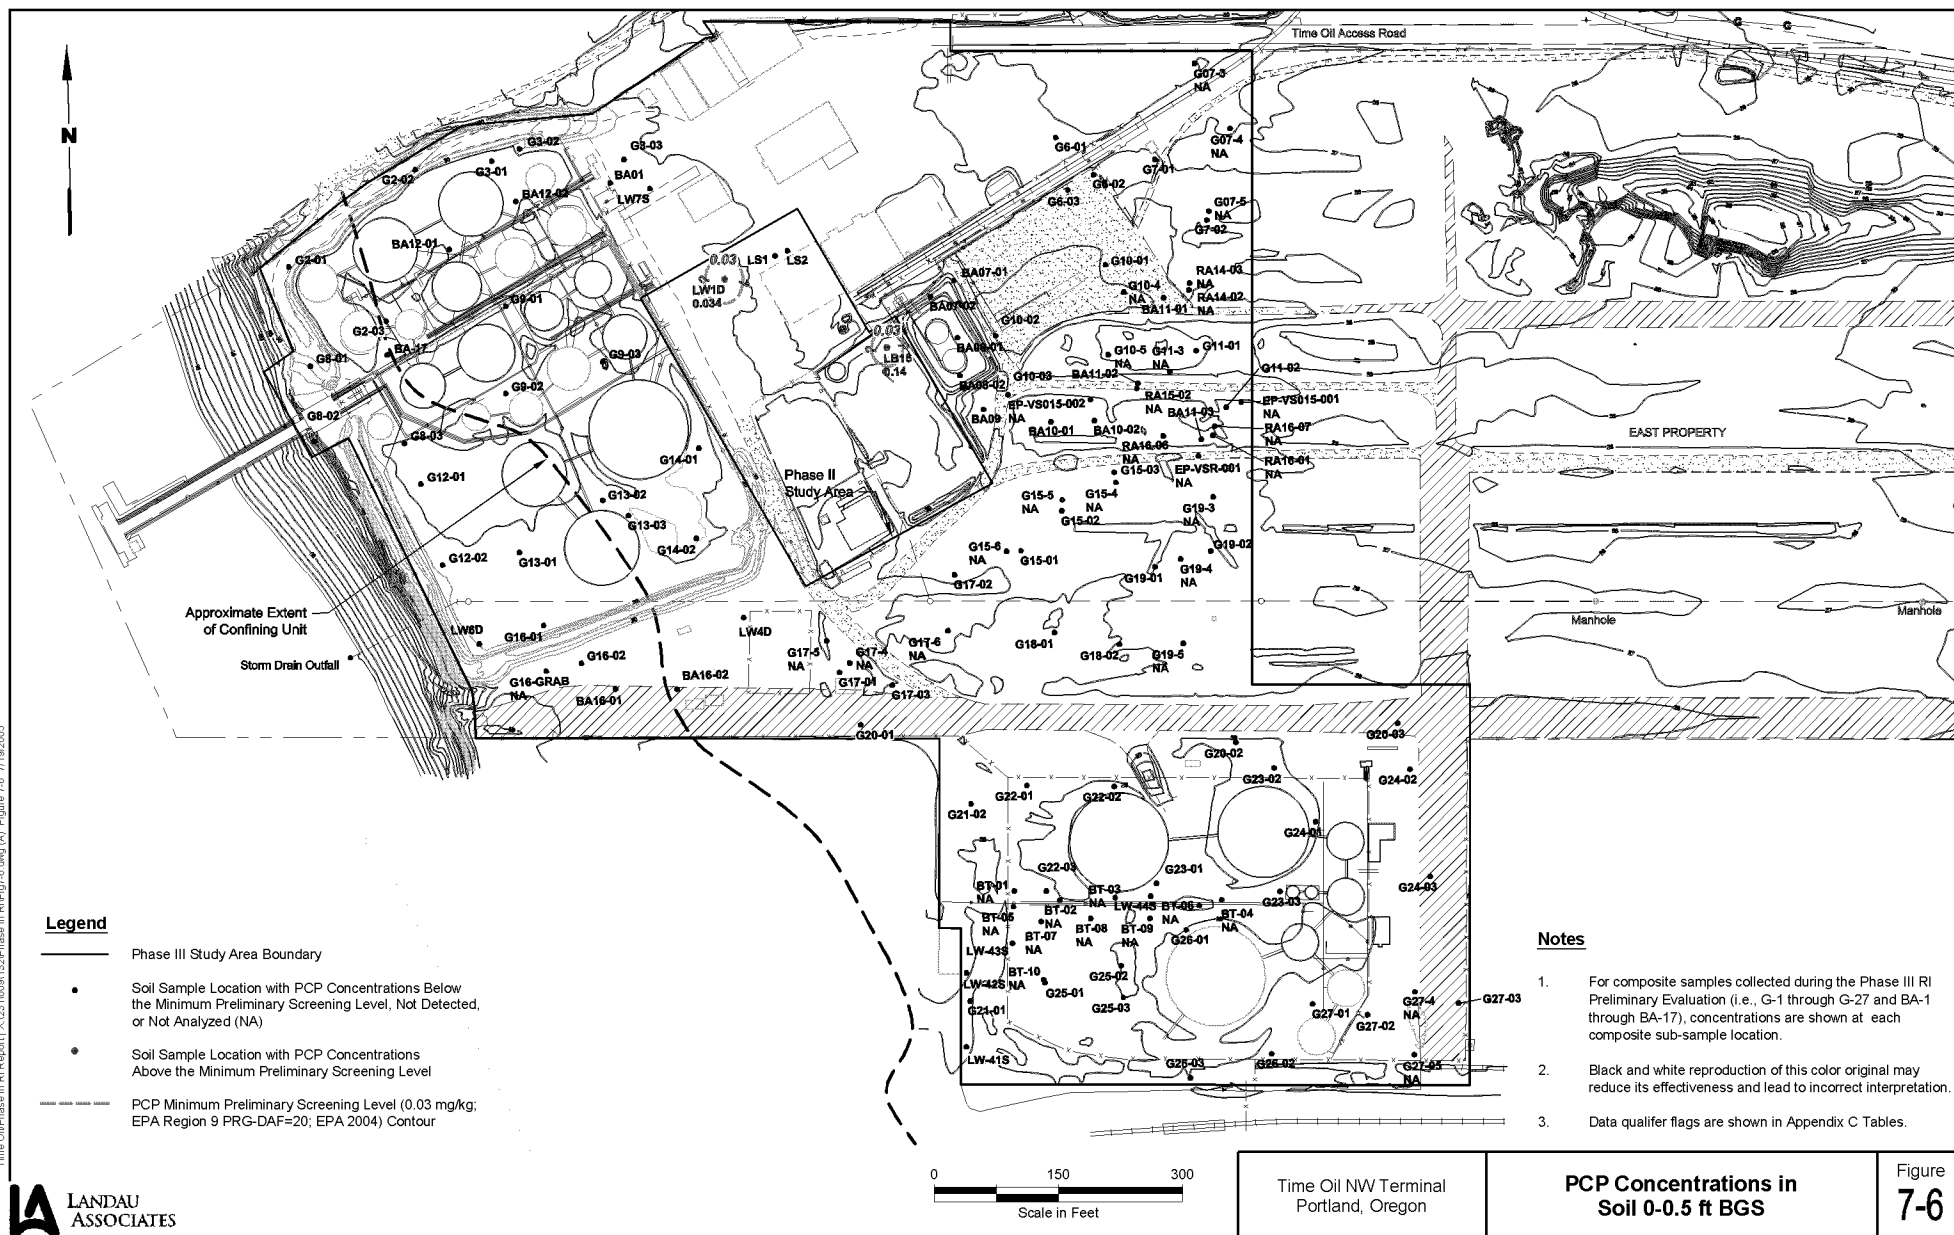 Time Oil Access Road
G07-3
NA
G3-02
G3-03
G6-01
G07-4
NA
G2-02
G3-01
BA01
G7-01
BA12-02
LW7S
G6-02
G6-03
G07-5
NA
G7-02
BA12-01
G2-01
0.03
LS1
LS2
LW1D
0.034
G10-01
BA07-01
RA14-03
NA
G10-4
NA
RA14-02
NA
G9-01
BA07-02
BA11-01
G2-03
0.03
G10-02
BA-17
G8-01
G9-03
LB18
0.14
BA08-01
G10-5
NA
G11-3
NA
G11-01
G11-02
G9-02
BA08-02
G10-03
BA11-02
G8-02
EP-VS015-002
NA
RA15-02
NA
EP-VS015-001
NA
BA09
BA11-03
G8-03
BA10-01
BA10-02
RA16-07
NA
EAST PROPERTY
RA16-06
NA
G14-01
RA16-01
NA
G12-01
Phase II
Study Area
G15-03
EP-VSR-001
NA
G13-02
G15-5
NA
G15-4
NA
G19-3
NA
G13-03
G15-02
G14-02
G12-02
G13-01
G15-6
NA
G15-01
G19-02
G17-02
G19-01
G19-4
NA
Approximate Extent
of Confining Unit
Manhole
Manhole
LW6D
G16-01
LW4D
G17-6
NA
G18-01
G18-02
Storm Drain Outfall
G16-02
G17-5
NA
G17-4
NA
G19-5
NA
G16-GRAB
NA
BA16-02
G17-01
BA16-01
G17-03
G20-01
G20-03
G20-02
G23-02
G24-02
G22-01
G22-02
G21-02
G24-01
G22-03
G23-01
BT-01
NA
BT-03
NA
G24-03
G23-03
BT-05
NA
BT-02
NA
LW-44S
BT-06
NA
BT-04
NA
BT-07
NA
BT-08
NA
BT-09
NA
G26-01
LW-43S
BT-10
NA
G25-02
LW-42S
G25-01
G21-01
G25-03
G27-4
NA
G27-03
G27-01
G27-02
LW-41S
G25-03
G26-02
G27-05
NA
Legend
Phase III Study Area Boundary
Soil Sample Location with PCP Concentrations Below
the Minimum Preliminary Screening Level, Not Detected,
or Not Analyzed (NA)
Soil Sample Location with PCP Concentrations
Above the Minimum Preliminary Screening Level
PCP Minimum Preliminary Screening Level (0.03 mg/kg;
EPA Region 9 PRG-DAF=20; EPA 2004) Contour
Notes
1. For composite samples collected during the Phase III RI
Preliminary Evaluation (i.e., G-1 through G-27 and BA-1
through BA-17), concentrations are shown at each
composite sub-sample location.
2. Black and white reproduction of this color original may
reduce its effectiveness and lead to incorrect interpretation.
3. Data qualifer flags are shown in Appendix C Tables.
N
0 150 300
Scale in Feet
LANDAU
ASSOCIATES
Time Oil NW Terminal
Portland, Oregon
PCP Concentrations in
Soil 0-0.5 ft BGS
Figure
7-6